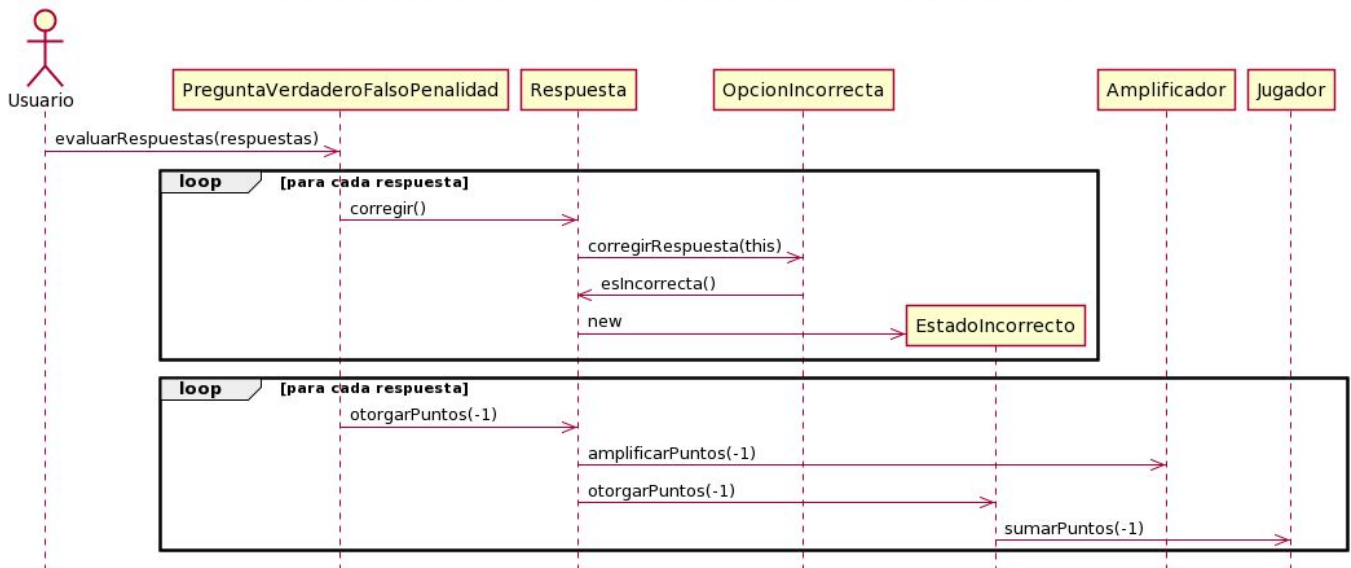 Usuario
PreguntaVerdaderoFalsoPenalidad
Respuesta
OpcionIncorrecta
Amplificador
Jugador
evaluarRespuestas(respuestas)
loop [para cada respuesta]
corregir()
corregirRespuesta(this)
esIncorrecta()
new
EstadoIncorrecto
loop [para cada respuesta]
otorgarPuntos(-1)
amplificarPuntos(-1)
otorgarPuntos(-1)
sumarPuntos(-1)